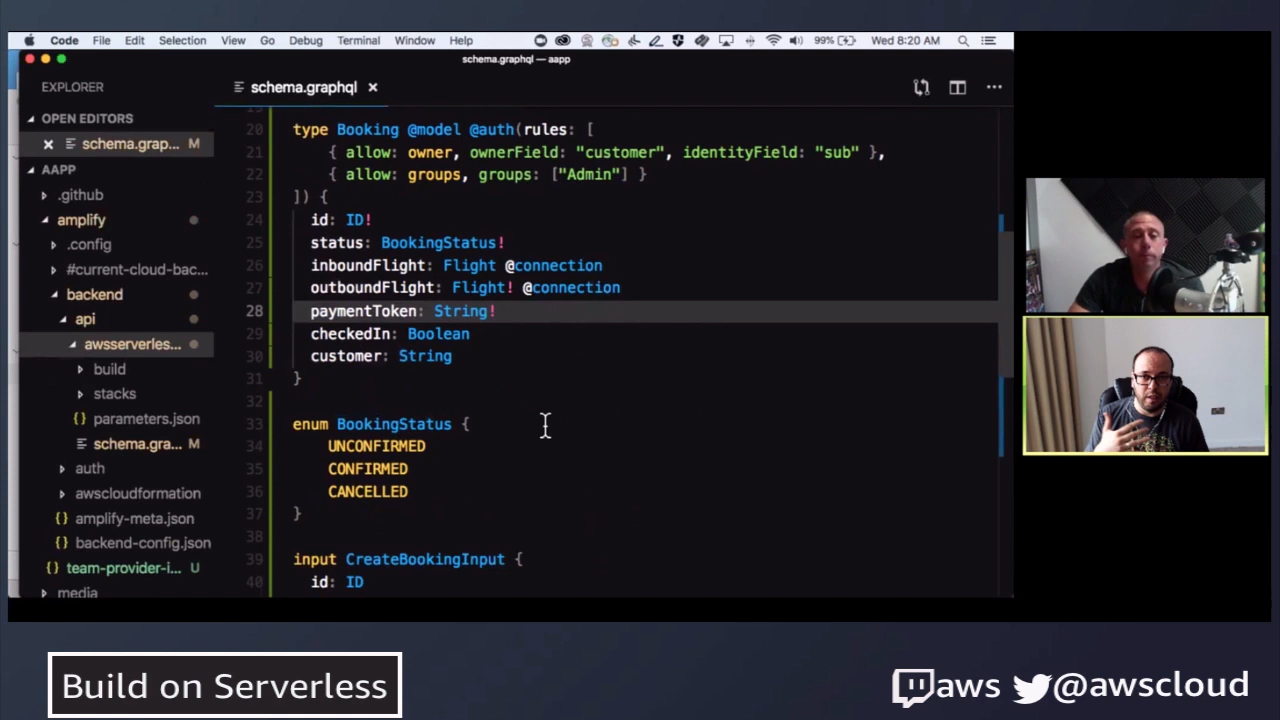 Code File Edit Selection View Go Debug Terminal Window Help 99% Wed 8:20 AM
schema.graphql — aapp
EXPLORER
schema.graphql
OPEN EDITORS
schema.grap... M
AAPP
.github
amplify
.config
#current-cloud-bac...
backend
api
awsserverles...
build
stacks
parameters.json
schema.gra... M
auth
awscloudformation
amplify-meta.json
backend-config.json
team-provider-i... U
media
20 type Booking @model @auth(rules: [
21 { allow: owner, ownerField: "customer", identityField: "sub" },
22 { allow: groups, groups: ["Admin"] }
23 ]) {
24 id: ID!
25 status: BookingStatus!
26 inboundFlight: Flight @connection
27 outboundFlight: Flight! @connection
28 paymentToken: String!
29 checkedIn: Boolean
30 customer: String
31 }
32
33 enum BookingStatus {
34 UNCONFIRMED
35 CONFIRMED
36 CANCELLED
37 }
38
39 input CreateBookingInput {
40 id: ID
Build on Serverless
aws @awscloud